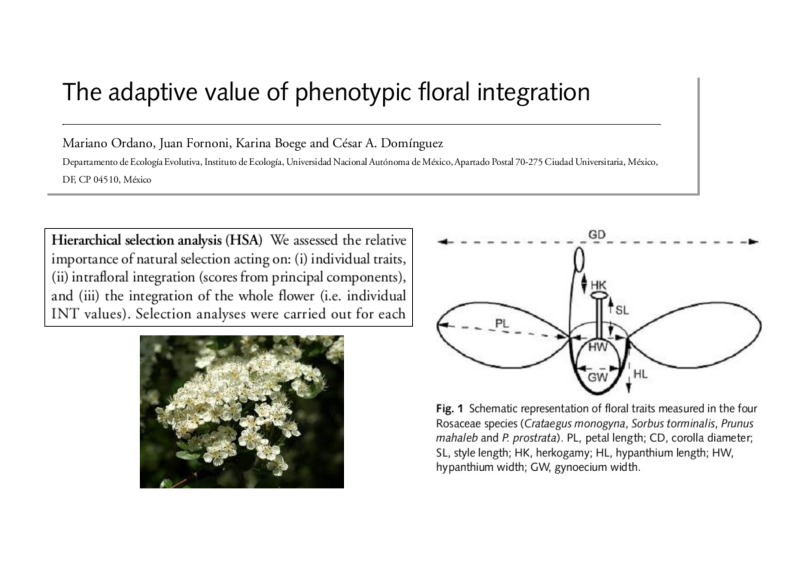 The adaptive value of phenotypic floral integration
Mariano Ordano, Juan Fornoni, Karina Boege and César A. Domínguez
Departamento de Ecología Evolutiva, Instituto de Ecología, Universidad Nacional Autónoma de México, Apartado Postal 70-275 Ciudad Universitaria, México,
DF, CP 04510, México
Hierarchical selection analysis (HSA) We assessed the relative
importance of natural selection acting on: (i) individual traits,
(ii) intrafloral integration (scores from principal components),
and (iii) the integration of the whole flower (i.e. individual
INT values). Selection analyses were carried out for each
GD
HK
SL
PL
HW
GW
HL
Fig. 1 Schematic representation of floral traits measured in the four
Rosaceae species (Crataegus monogyna, Sorbus torminalis, Prunus
mahaleb and P. prostrata). PL, petal length; CD, corolla diameter;
SL, style length; HK, herkogamy; HL, hypanthium length; HW,
hypanthium width; GW, gynoecium width.